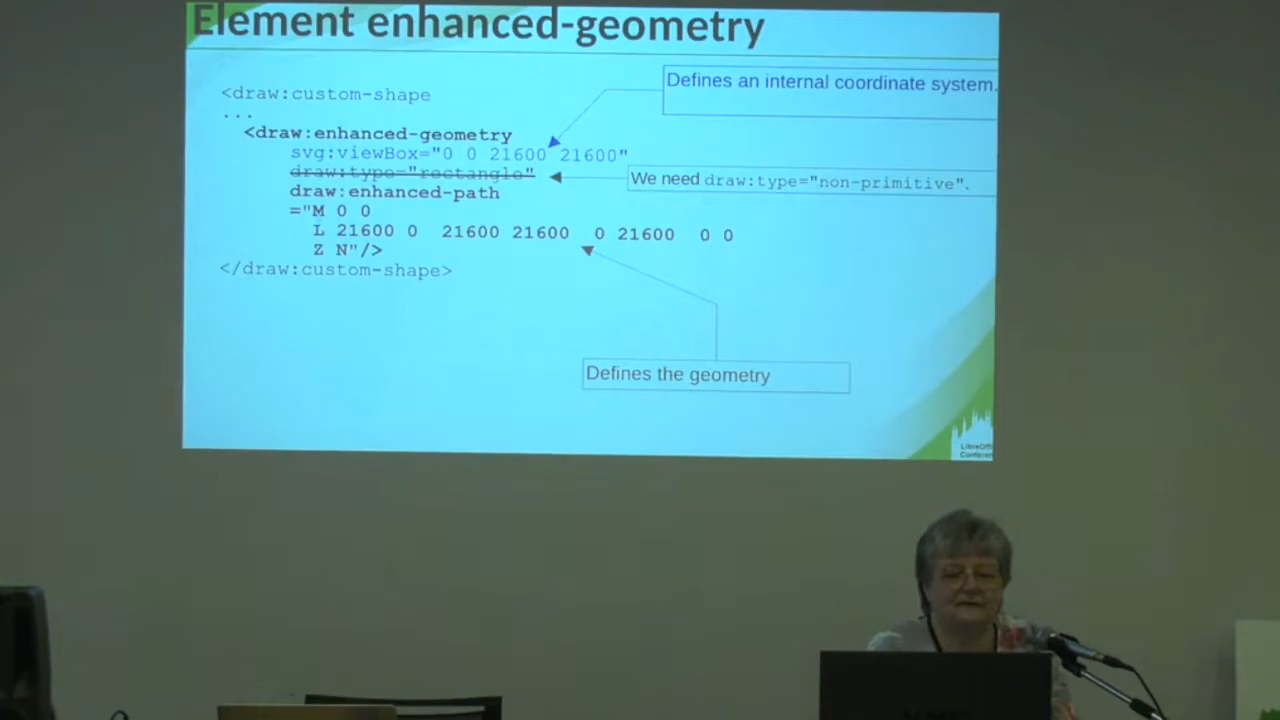 Element enhanced-geometry
Defines an internal coordinate system.
<draw:custom-shape
...
<draw:enhanced-geometry
svg:viewBox="0 0 21600 21600"
draw:type="rectangle"
We need draw:type="non-primitive".
draw:enhanced-path
="M 0 0
L 21600 0 21600 21600 0 21600 0 0
Z N"/>
</draw:custom-shape>
Defines the geometry